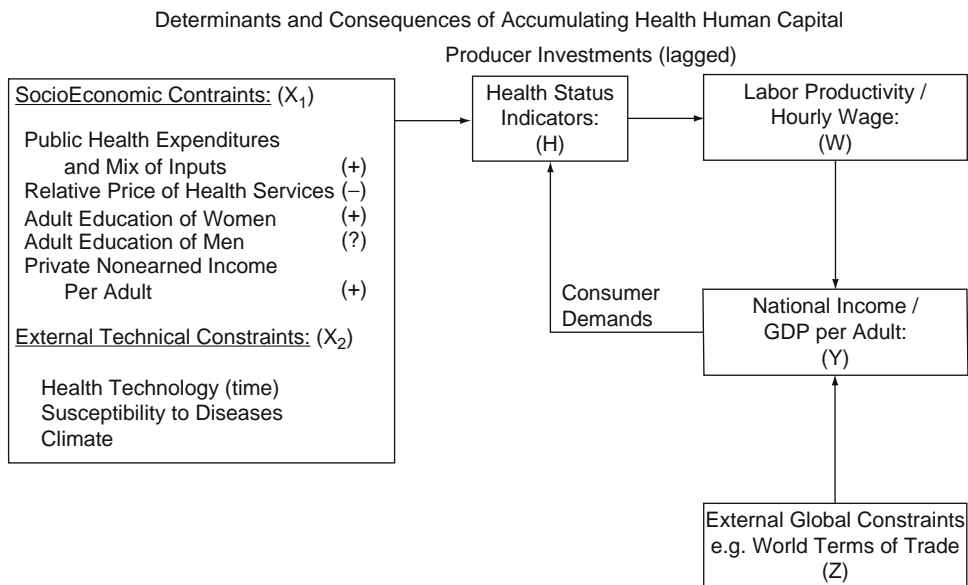 Determinants and Consequences of Accumulating Health Human Capital
Producer Investments (lagged)
SocioEconomic Contraints: (X₁)
Public Health Expenditures
and Mix of Inputs (+)
Relative Price of Health Services (–)
Adult Education of Women (+)
Adult Education of Men (?)
Private Nonearned Income
Per Adult (+)
External Technical Constraints: (X₂)
Health Technology (time)
Susceptibility to Diseases
Climate
Health Status
Indicators:
(H)
Labor Productivity /
Hourly Wage:
(W)
Consumer
Demands
National Income /
GDP per Adult:
(Y)
External Global Constraints
e.g. World Terms of Trade
(Z)